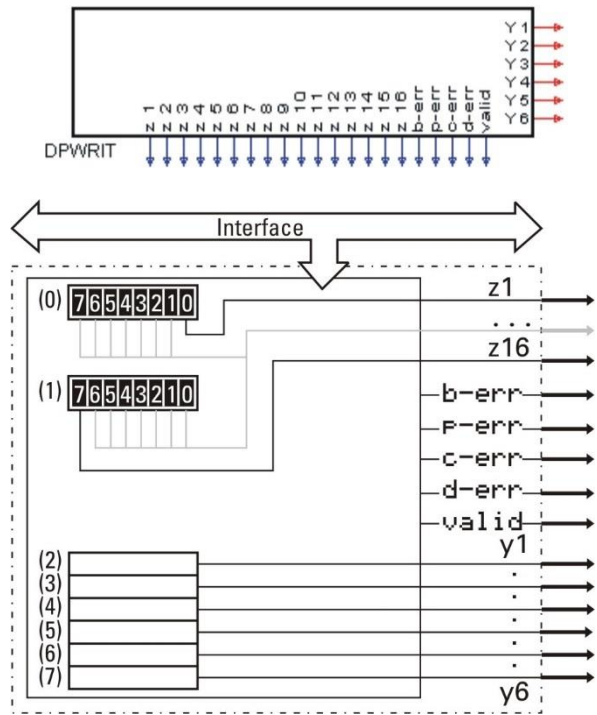 Y1
Y2
Y3
Y4
Y5
Y6
z1 z2 z3 z4 z5 z6 z7 z8 z9 z10 z11 z12 z13 z14 z15 z16 b-err p-err c-err d-err valid
DPWRIT
Interface
(0) 76543210 z1
...
z16
(1) 76543210
b-err
p-err
c-err
d-err
valid
y1
(2)
(3)
(4)
(5)
(6)
(7)
y6